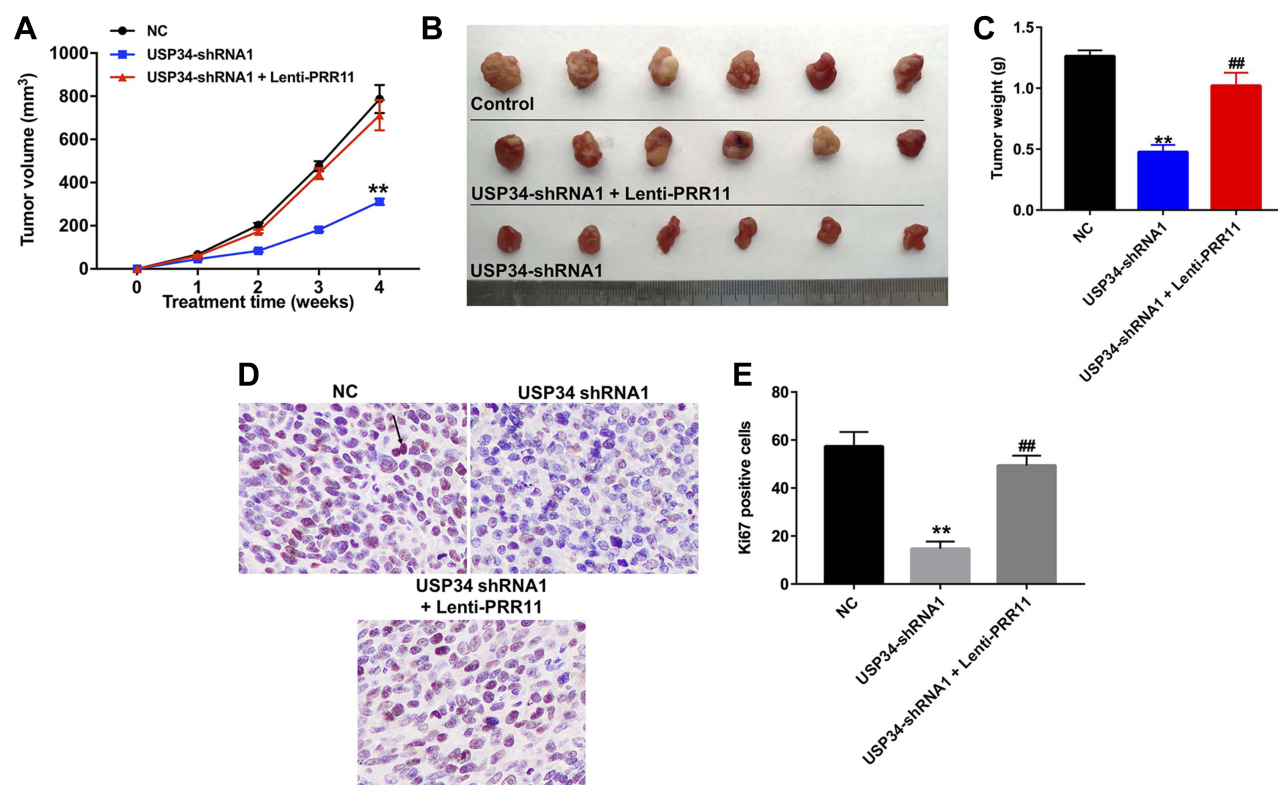 A
NC
USP34-shRNA1
USP34-shRNA1 + Lenti-PRR11
Tumor volume (mm³)
1000
800
600
400
200
0
**
0 1 2 3 4
Treatment time (weeks)
B
Control
USP34-shRNA1 + Lenti-PRR11
USP34-shRNA1
C
Tumor weight (g)
1.5
1.0
0.5
0.0
**
##
NC
USP34-shRNA1
USP34-shRNA1 + Lenti-PRR11
D
NC
USP34 shRNA1
USP34 shRNA1
+ Lenti-PRR11
E
Ki67 positive cells
80
60
40
20
0
**
##
NC
USP34-shRNA1
USP34-shRNA1 + Lenti-PRR11